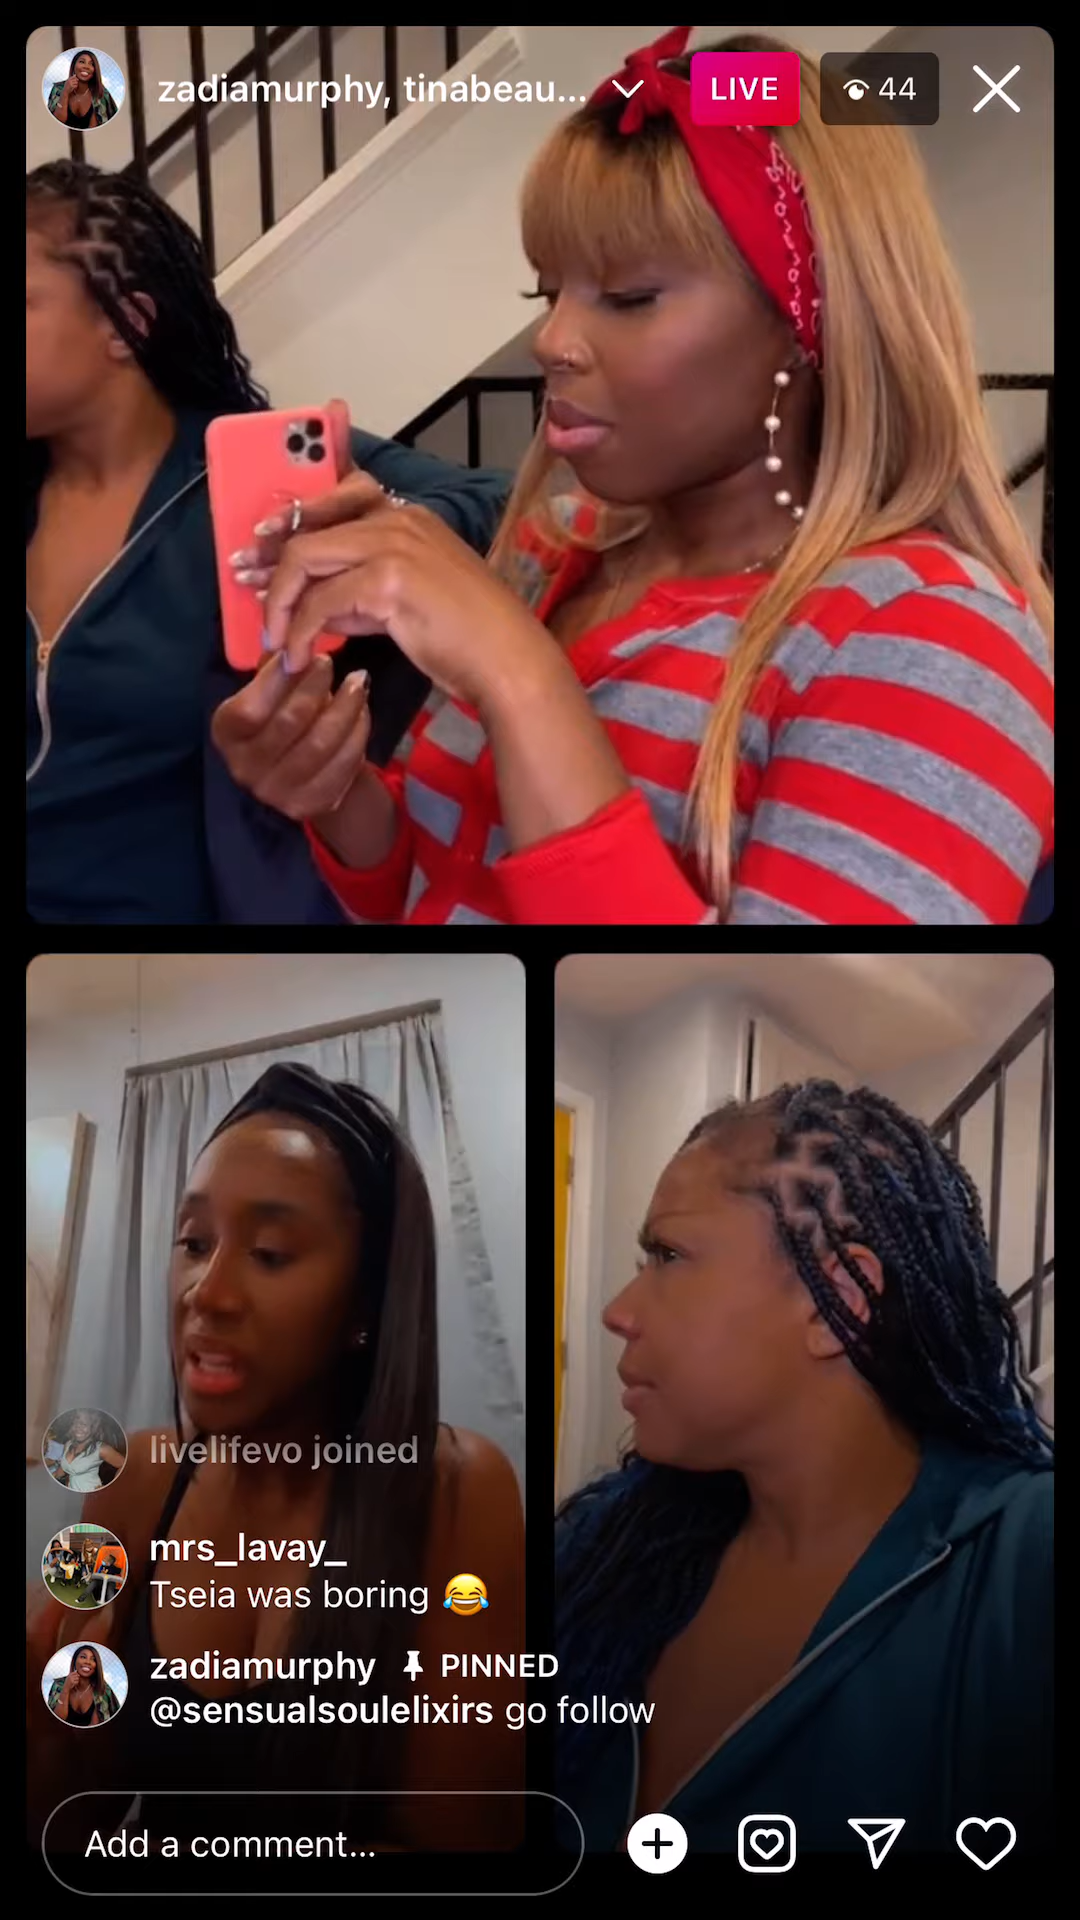 zadiamurphy, tinabeau...
LIVE
44
livelifevo joined
mrs_lavay_
Tseia was boring 😂
zadiamurphy PINNED
@sensualsoulelixirs go follow
Add a comment...